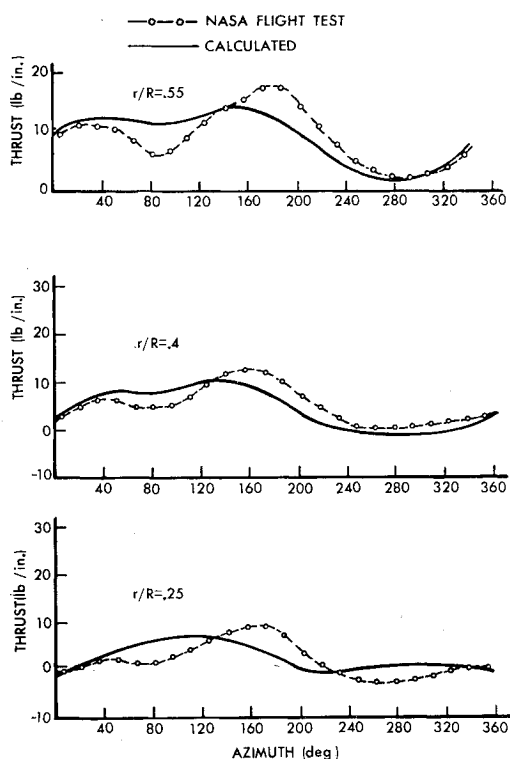 NASA FLIGHT TEST
CALCULATED
r/R=.55
THRUST (lb /in.)
20
10
0
40 80 120 160 200 240 280 320 360
r/R=.4
THRUST (lb /in.)
30
20
10
0
-10
40 80 120 160 200 240 280 320 360
r/R=.25
THRUST(lb /in.)
30
20
10
0
-10
40 80 120 160 200 240 280 320 360
AZIMUTH (deg)